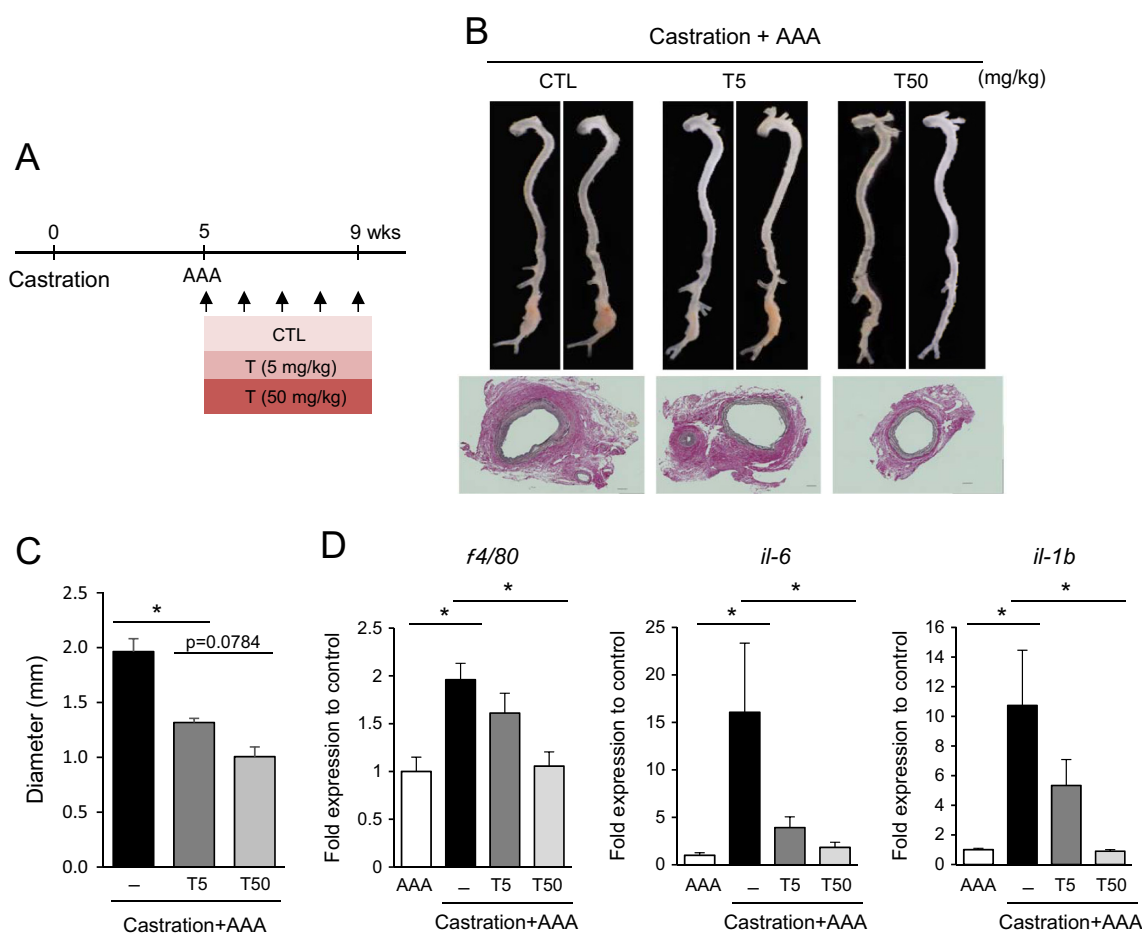 A
0 5 9 wks
Castration AAA
CTL
T (5 mg/kg)
T (50 mg/kg)
B
Castration + AAA
CTL T5 T50 (mg/kg)
C
*
p=0.0784
Diameter (mm)
2.5
2.0
1.5
1.0
0.5
0.0
– T5 T50
Castration+AAA
D
f4/80
*
*
Fold expression to control
2.5
2
1.5
1
0.5
0
AAA – T5 T50
Castration+AAA
il-6
*
*
Fold expression to control
25
20
15
10
5
0
AAA – T5 T50
Castration+AAA
il-1b
*
*
Fold expression to control
16
14
12
10
8
6
4
2
0
AAA – T5 T50
Castration+AAA